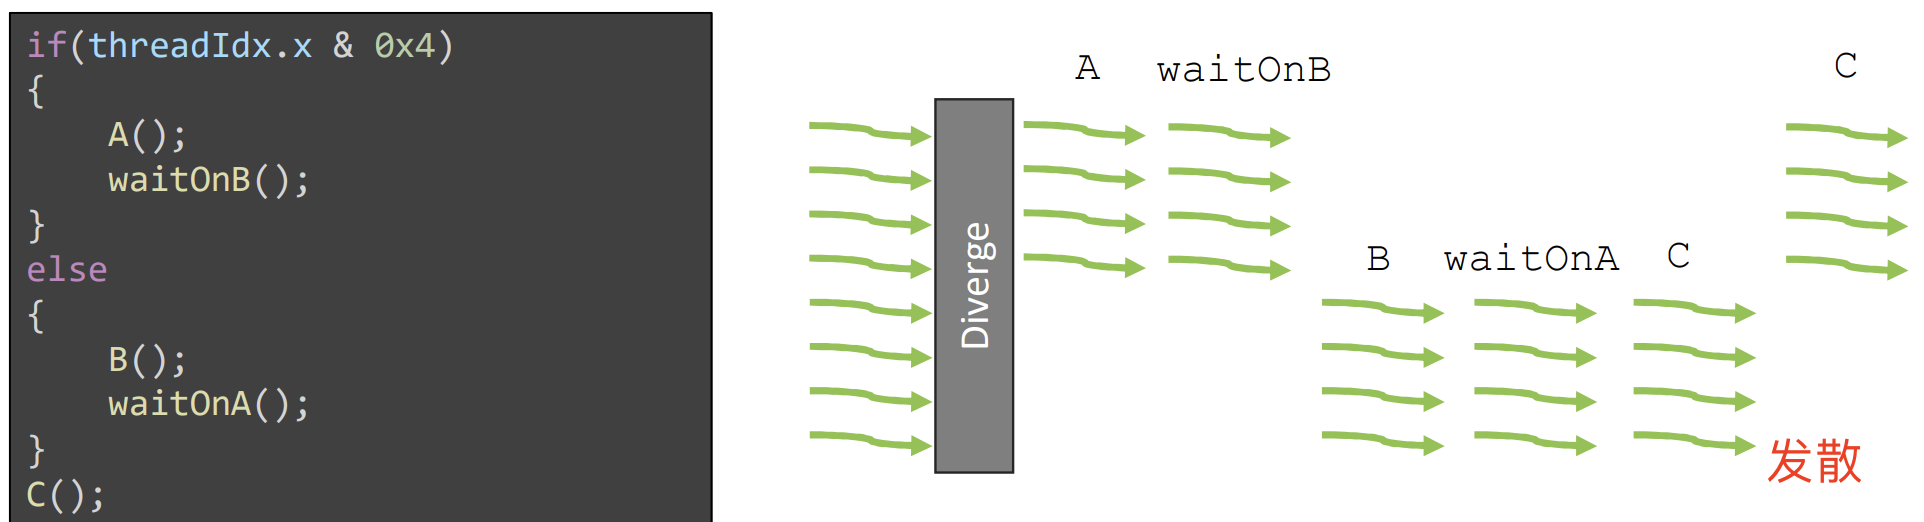 if(threadIdx.x & 0x4)
{
    A();
    waitOnB();
}
else
{
    B();
    waitOnA();
}
C();
A waitOnB C
Diverge
B waitOnA C
发散